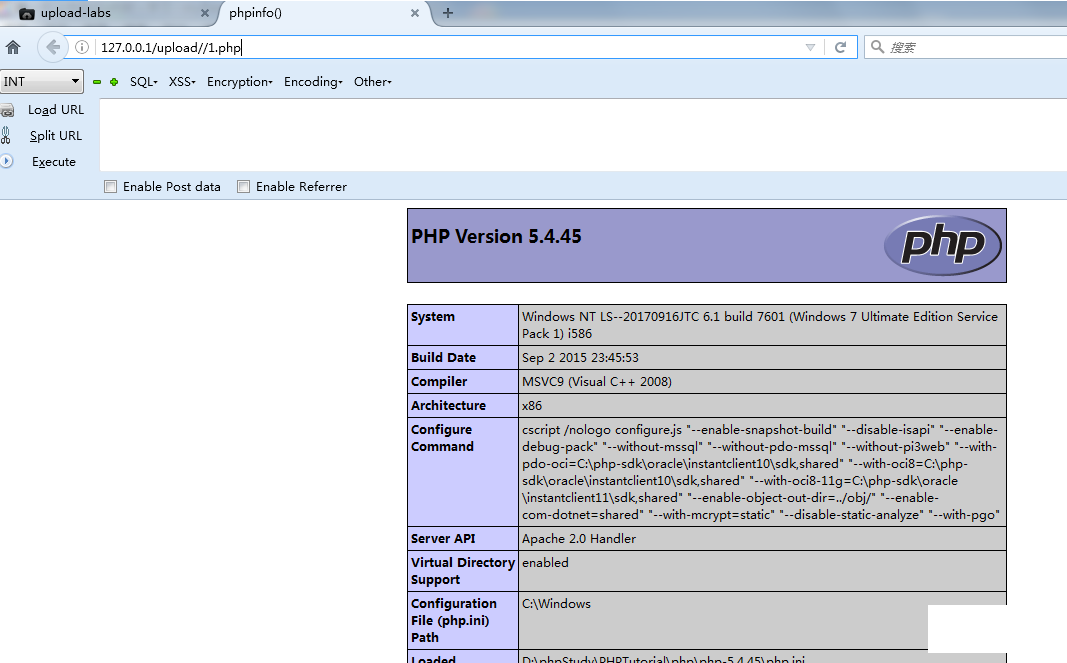 upload-labs
phpinfo()
127.0.0.1/upload//1.php
搜索
INT
SQL
XSS
Encryption
Encoding
Other
Load URL
Split URL
Execute
Enable Post data
Enable Referrer
PHP Version 5.4.45
php
System
Windows NT LS--20170916JTC 6.1 build 7601 (Windows 7 Ultimate Edition Service
Pack 1) i586
Build Date
Sep 2 2015 23:45:53
Compiler
MSVC9 (Visual C++ 2008)
Architecture
x86
Configure
Command
cscript /nologo configure.js "--enable-snapshot-build" "--disable-isapi" "--enable-
debug-pack" "--without-mssql" "--without-pdo-mssql" "--without-pi3web" "--with-
pdo-oci=C:\php-sdk\oracle\instantclient10\sdk,shared" "--with-oci8=C:\php-
sdk\oracle\instantclient10\sdk,shared" "--with-oci8-11g=C:\php-sdk\oracle
\instantclient11\sdk,shared" "--enable-object-out-dir=../obj/" "--enable-
com-dotnet=shared" "--with-mcrypt=static" "--disable-static-analyze" "--with-pgo"
Server API
Apache 2.0 Handler
Virtual Directory
Support
enabled
Configuration
File (php.ini)
Path
C:\Windows
Loaded
D:\phpStudy\PHPTutorial\php\php-5.4.45\php.ini